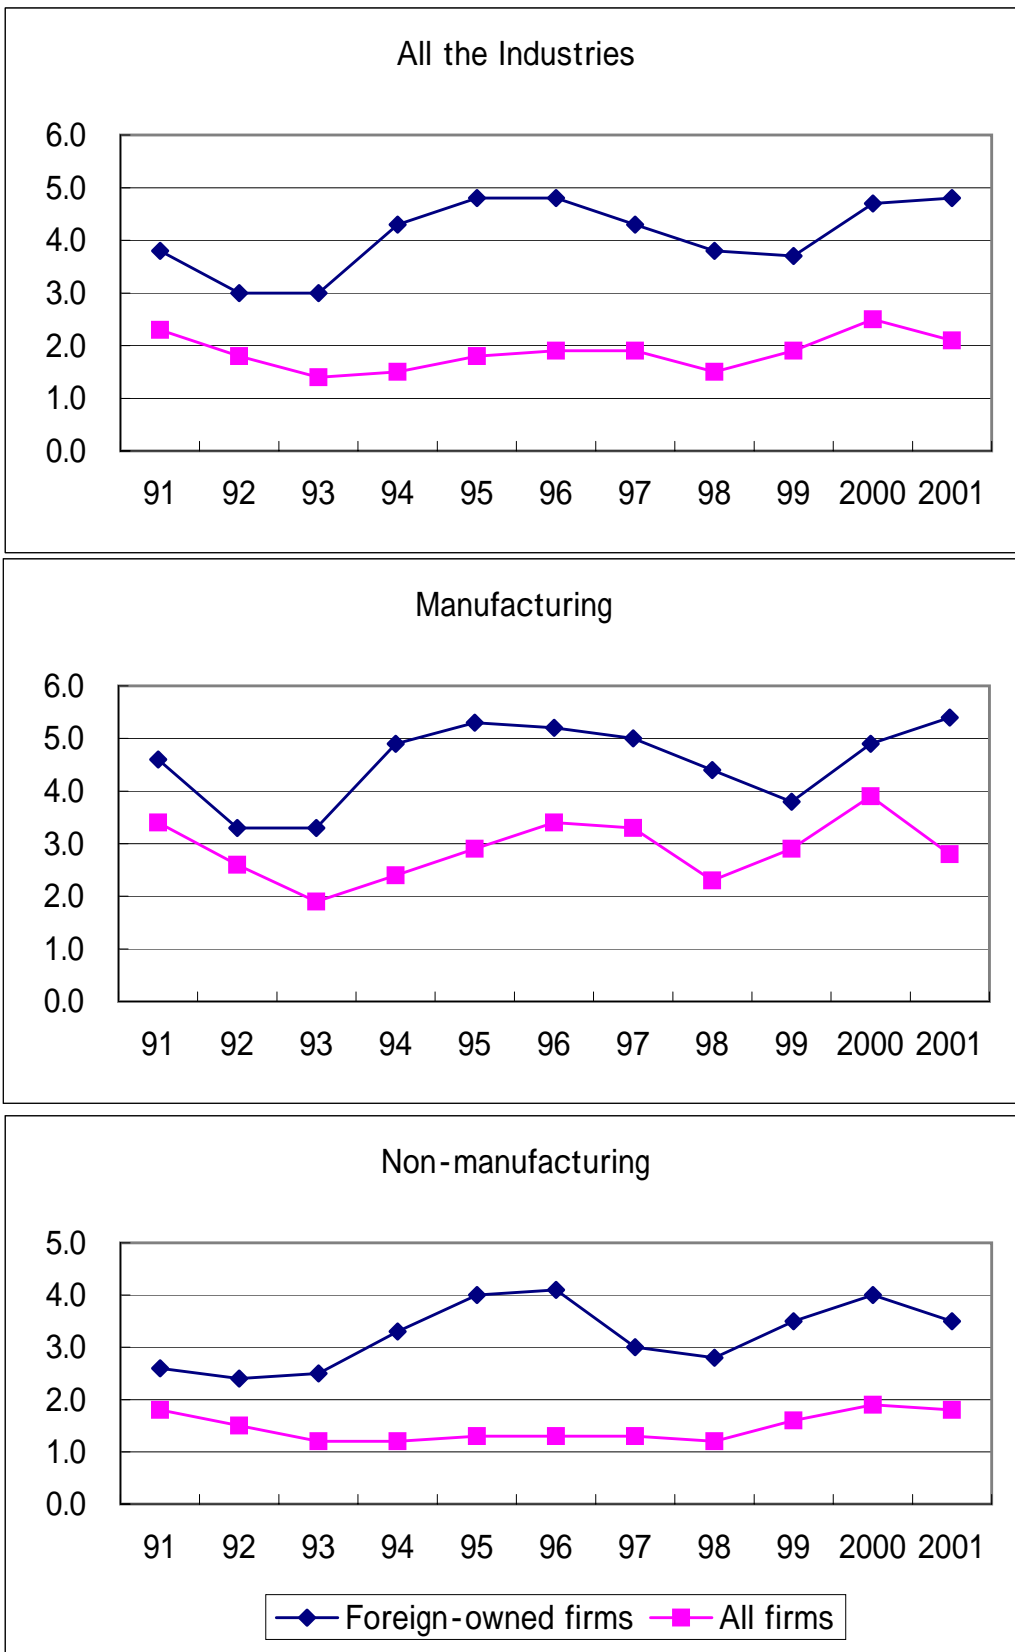 All the Industries
6.0
5.0
4.0
3.0
2.0
1.0
0.0
91 92 93 94 95 96 97 98 99 2000 2001
Manufacturing
6.0
5.0
4.0
3.0
2.0
1.0
0.0
91 92 93 94 95 96 97 98 99 2000 2001
Non-manufacturing
5.0
4.0
3.0
2.0
1.0
0.0
91 92 93 94 95 96 97 98 99 2000 2001
Foreign-owned firms All firms